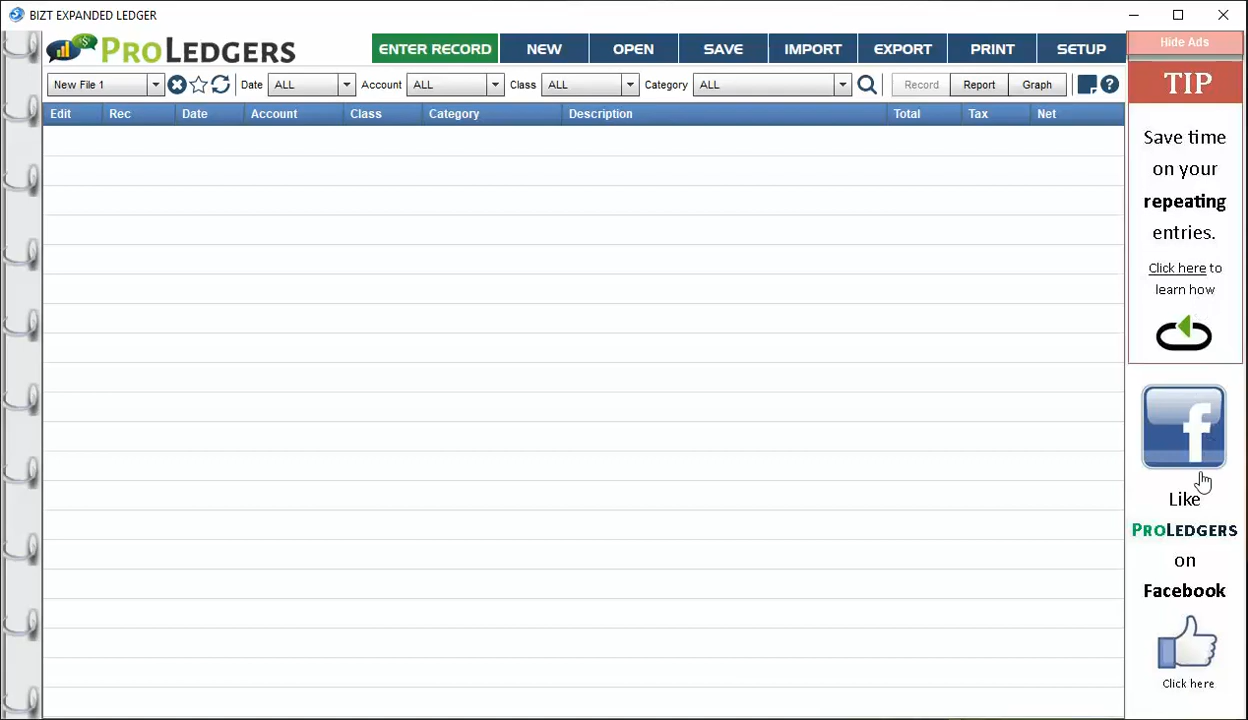 BIZT EXPANDED LEDGER
PROLEDGERS ENTER RECORD NEW OPEN SAVE IMPORT EXPORT PRINT SETUP Hide Ads
New File 1 Date ALL Account ALL Class ALL Category ALL Record Report Graph ?
Edit Rec Date Account Class Category Description Total Tax Net
TIP
Save time
on your
repeating
entries.
Click here to
learn how
f
Like
PROLEDGERS
on
Facebook
Click here